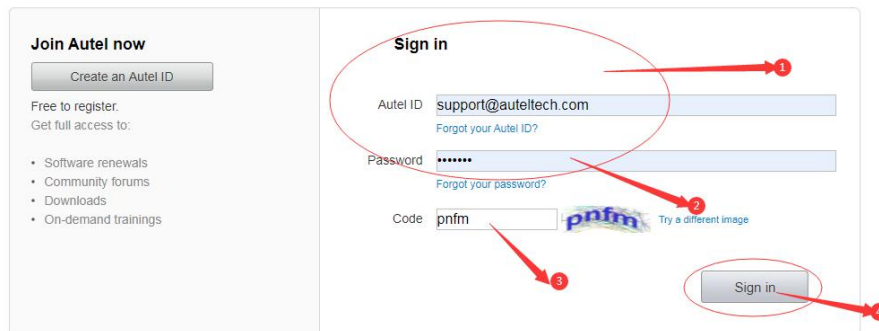 Join Autel now
Create an Autel ID
Free to register.
Get full access to:
• Software renewals
• Community forums
• Downloads
• On-demand trainings
Sign in
1
Autel ID support@auteltech.com
Forgot your Autel ID?
Password •••••••
Forgot your password?
2
Code pnfm pnfm Try a different image
3
Sign in
4